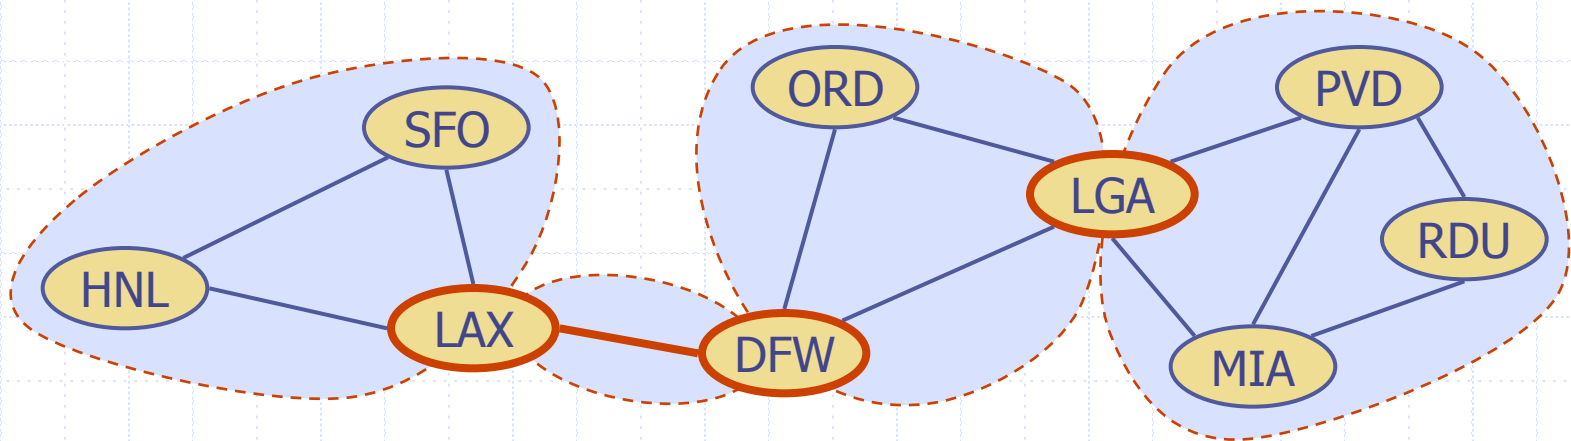 ORD
PVD
SFO
LGA
RDU
HNL
LAX
DFW
MIA